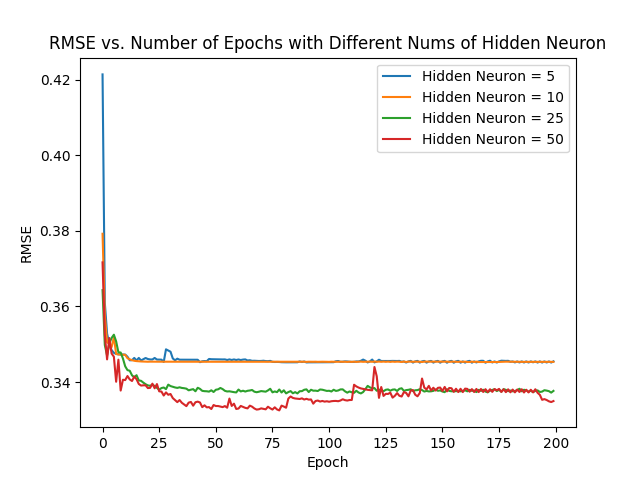 RMSE vs. Number of Epochs with Different Nums of Hidden Neuron
Hidden Neuron = 5
Hidden Neuron = 10
Hidden Neuron = 25
Hidden Neuron = 50
0.42
0.40
0.38
0.36
0.34
RMSE
0 25 50 75 100 125 150 175 200
Epoch